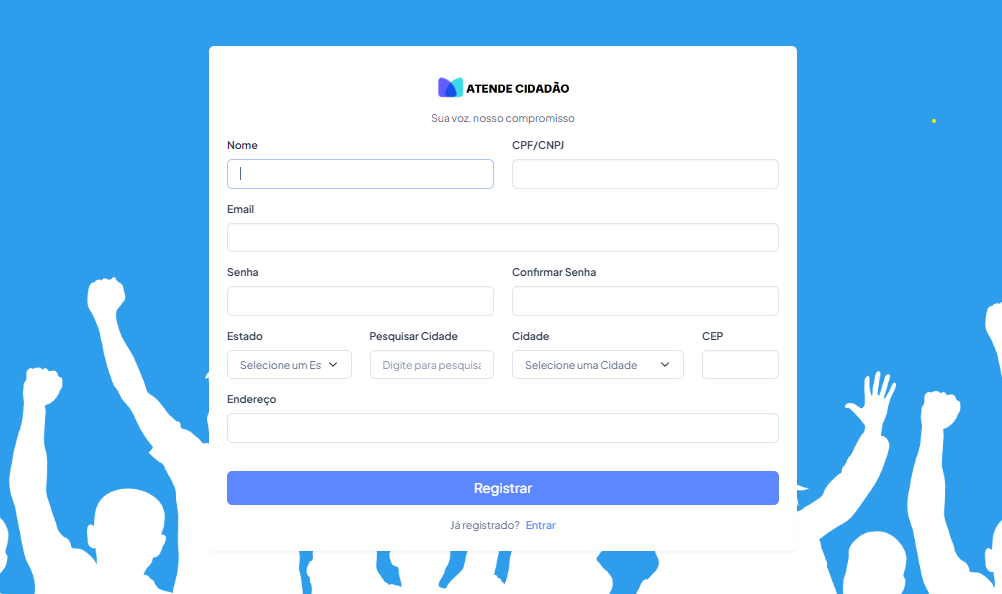 ATENDE CIDADÃO
Sua voz, nosso compromisso
Nome CPF/CNPJ
Email
Senha Confirmar Senha
Estado Pesquisar Cidade Cidade CEP
Selecione um Es Digite para pesquisa Selecione uma Cidade
Endereço
Registrar
Já registrado? Entrar